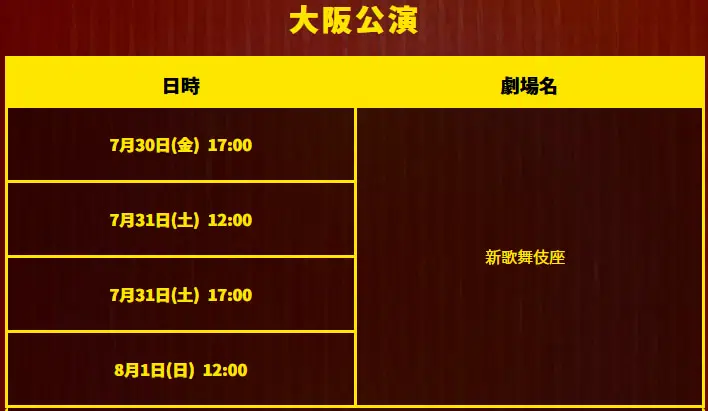 大阪公演
日時
劇場名
7月30日(金) 17:00
7月31日(土) 12:00
新歌舞伎座
7月31日(土) 17:00
8月1日(日) 12:00